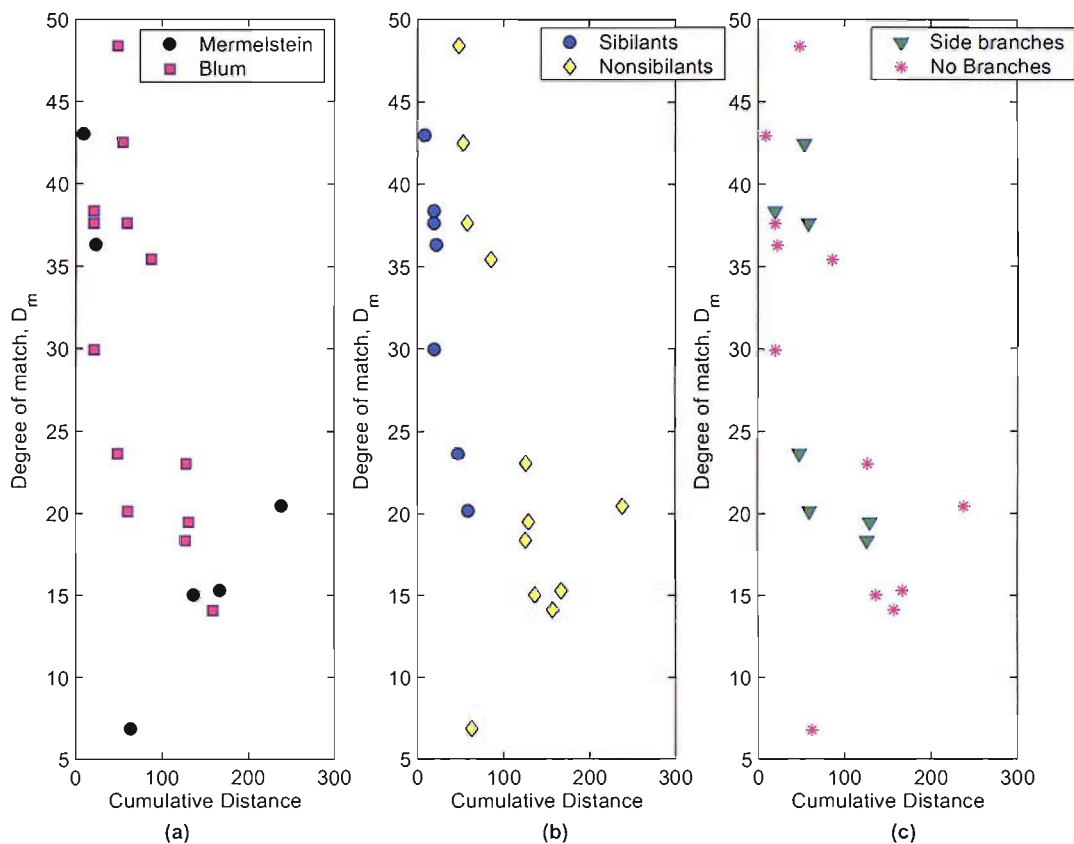 50
45
40
35
30
25
20
15
10
5
Degree of match, D_m
0 100 200 300
Cumulative Distance
(a)
Mermelstein
Blum
50
45
40
35
30
25
20
15
10
5
Degree of match, D_m
0 100 200 300
Cumulative Distance
(b)
Sibilants
Nonsibilants
50
45
40
35
30
25
20
15
10
5
Degree of match, D_m
0 100 200 300
Cumulative Distance
(c)
Side branches
No Branches